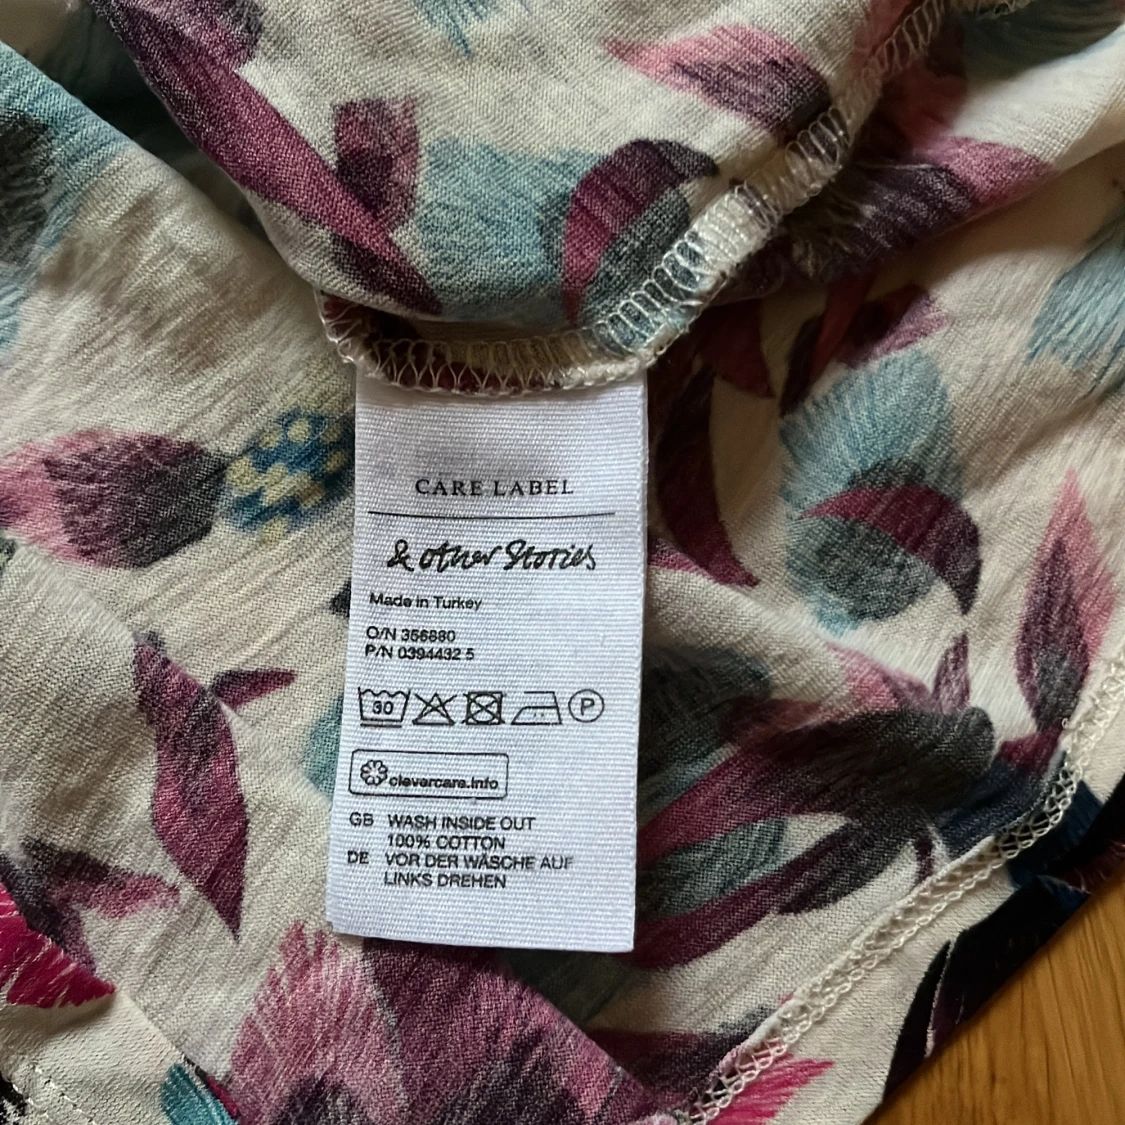 CARE LABEL
& other Stories
Made in Turkey
O/N 356880
P/N 0394432 5
30 P
clevercare.info
GB WASH INSIDE OUT
100% COTTON
DE VOR DER WÄSCHE AUF
LINKS DREHEN